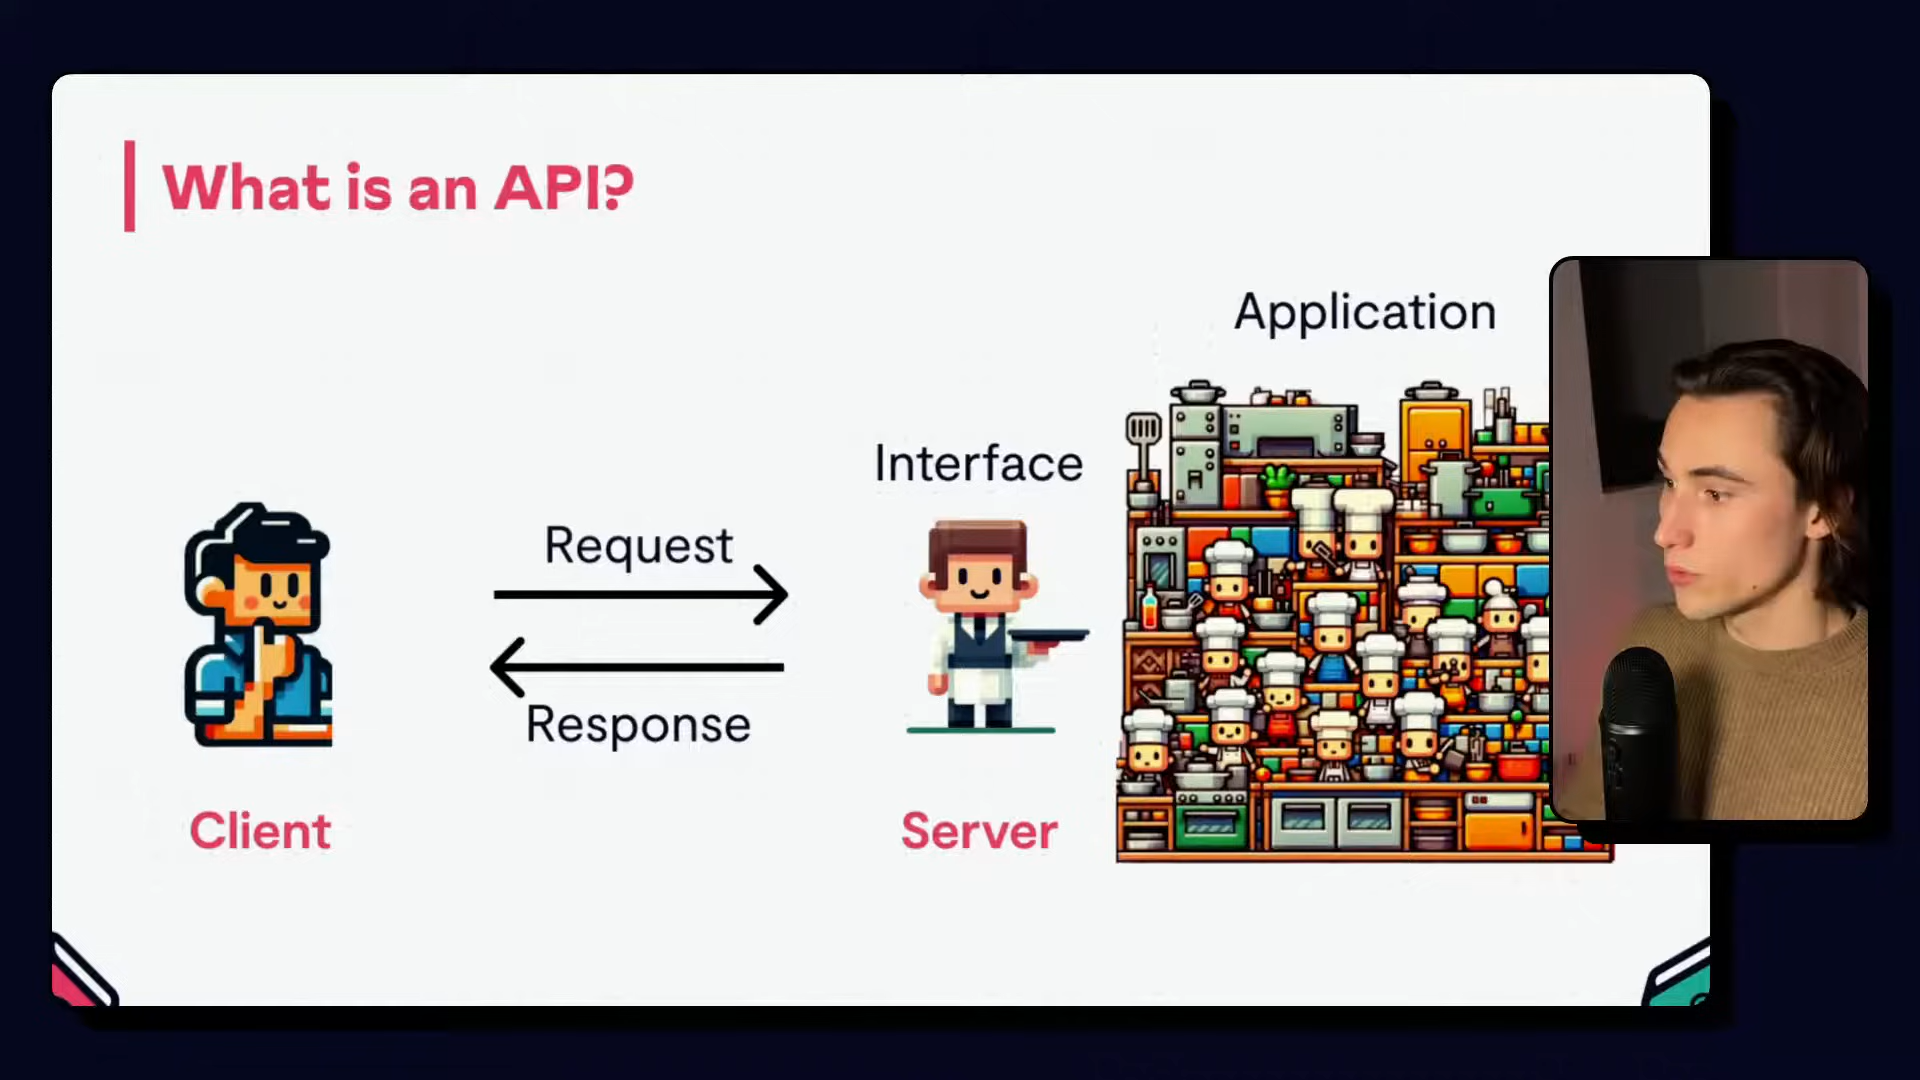 What is an API?
Application
Interface
Request
Response
Client
Server